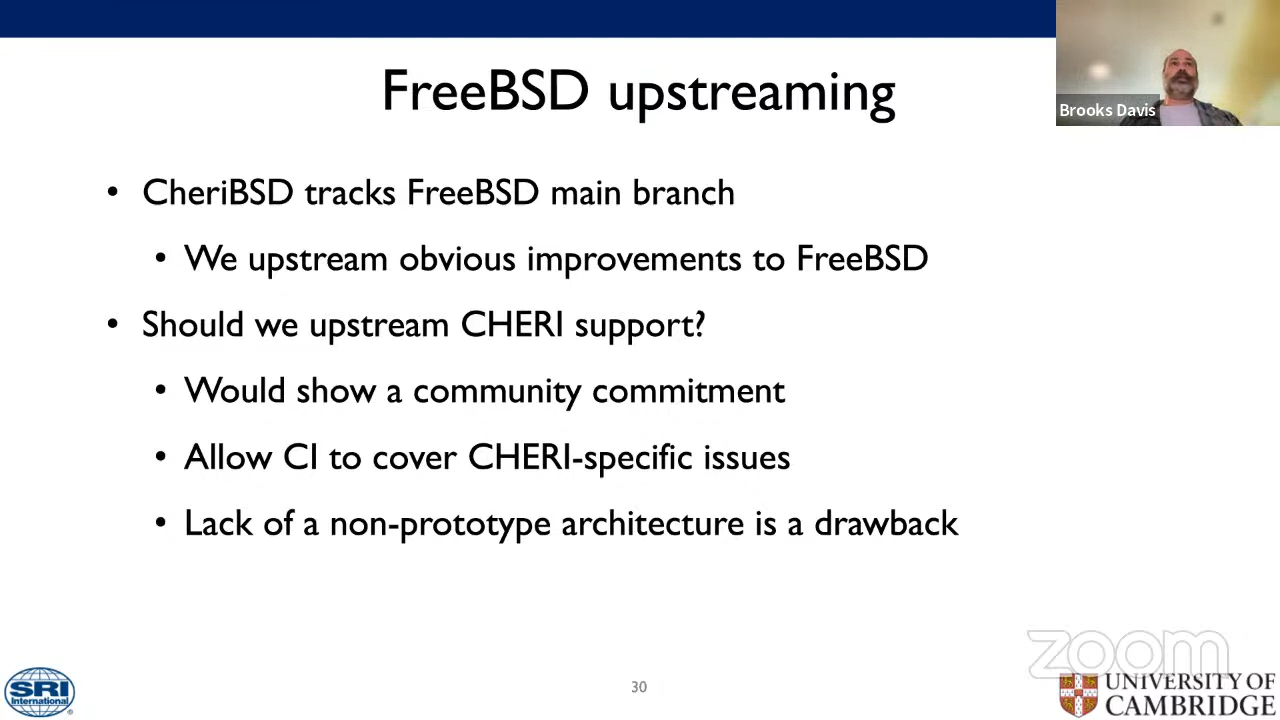 FreeBSD upstreaming
Brooks Davis
• CheriBSD tracks FreeBSD main branch
• We upstream obvious improvements to FreeBSD
• Should we upstream CHERI support?
• Would show a community commitment
• Allow CI to cover CHERI-specific issues
• Lack of a non-prototype architecture is a drawback
zoom
SRI
International
®
30
UNIVERSITY OF
CAMBRIDGE